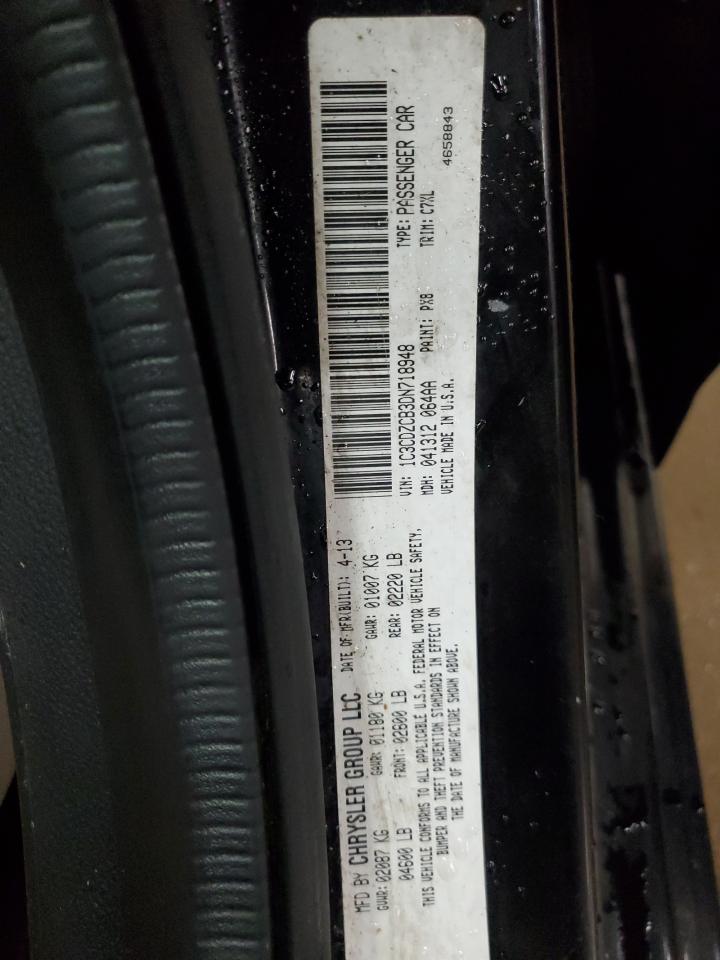 MFD BY CHRYSLER GROUP LLC DATE OF MFR(BUILT): 4-13
GVWR: 02087 KG GAWR: 01180 KG GAWR: 01007 KG
04600 LB FRONT: 02600 LB REAR: 02220 LB
THIS VEHICLE CONFORMS TO ALL APPLICABLE U.S.A. FEDERAL MOTOR VEHICLE SAFETY,
BUMPER AND THEFT PREVENTION STANDARDS IN EFFECT ON
THE DATE OF MANUFACTURE SHOWN ABOVE.
VIN: 1C3CDZCB3DN718948 TYPE: PASSENGER CAR
MDH: 041312 064AA PAINT: PX8 TRIM: C7XL
VEHICLE MADE IN U.S.A. 4658843